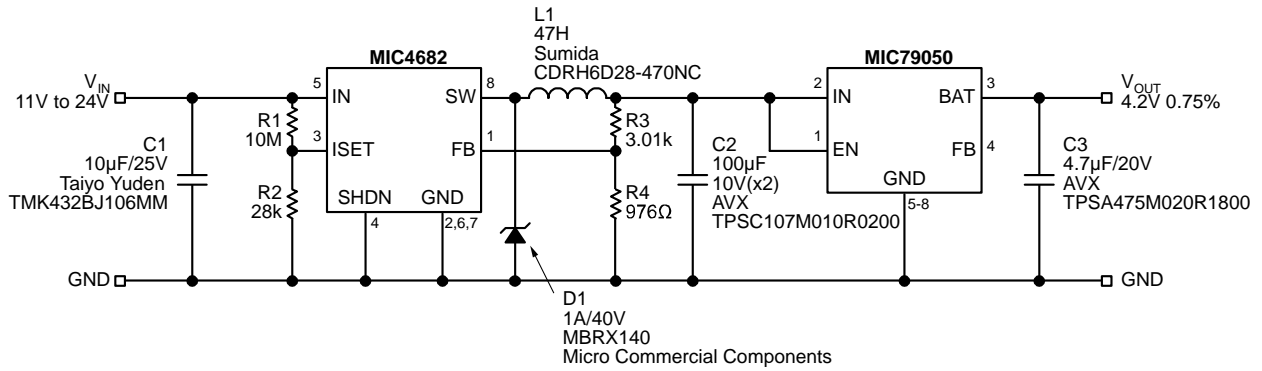 L1
47H
Sumida
CDRH6D28-470NC
MIC4682
MIC79050
VIN
11V to 24V
5
IN
SW
8
2
IN
BAT
3
VOUT
4.2V 0.75%
R1
10M
3
ISET
FB
1
R3
3.01k
1
EN
FB
4
C1
10µF/25V
Taiyo Yuden
TMK432BJ106MM
R2
28k
SHDN
4
GND
2,6,7
R4
976Ω
C2
100µF
10V(x2)
AVX
TPSC107M010R0200
GND
5-8
C3
4.7µF/20V
AVX
TPSA475M020R1800
GND
GND
D1
1A/40V
MBRX140
Micro Commercial Components